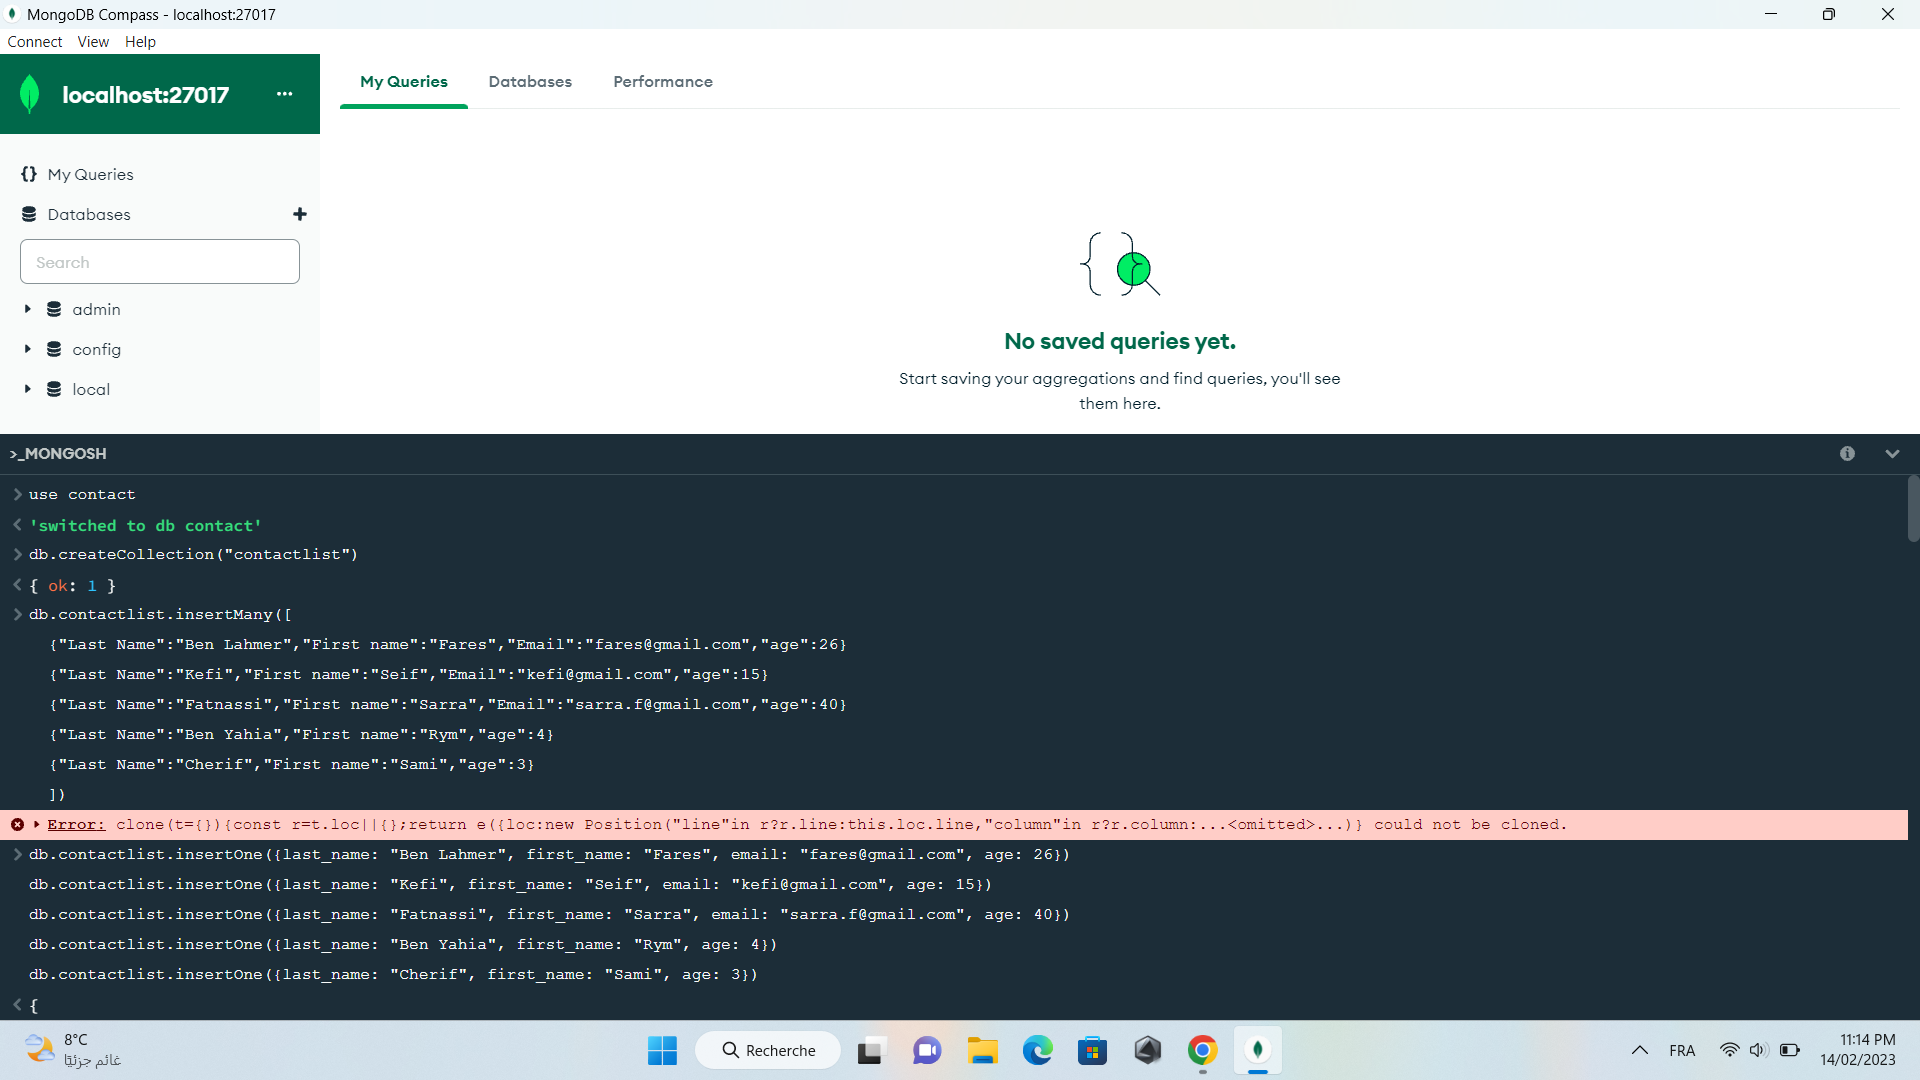 MongoDB Compass - localhost:27017
Connect View Help
localhost:27017 ...
My Queries Databases Performance
{} My Queries
Databases +
Search
admin
config
local
No saved queries yet.
Start saving your aggregations and find queries, you'll see
them here.
>_MONGOSH
use contact
'switched to db contact'
db.createCollection("contactlist")
{ ok: 1 }
db.contactlist.insertMany([
{"Last Name":"Ben Lahmer","First name":"Fares","Email":"fares@gmail.com","age":26}
{"Last Name":"Kefi","First name":"Seif","Email":"kefi@gmail.com","age":15}
{"Last Name":"Fatnassi","First name":"Sarra","Email":"sarra.f@gmail.com","age":40}
{"Last Name":"Ben Yahia","First name":"Rym","age":4}
{"Last Name":"Cherif","First name":"Sami","age":3}
])
Error: clone(t={}){const r=t.loc||{};return e({loc:new Position("line"in r?r.line:this.loc.line,"column"in r?r.column:...<omitted>...)} could not be cloned.
db.contactlist.insertOne({last_name: "Ben Lahmer", first_name: "Fares", email: "fares@gmail.com", age: 26})
db.contactlist.insertOne({last_name: "Kefi", first_name: "Seif", email: "kefi@gmail.com", age: 15})
db.contactlist.insertOne({last_name: "Fatnassi", first_name: "Sarra", email: "sarra.f@gmail.com", age: 40})
db.contactlist.insertOne({last_name: "Ben Yahia", first_name: "Rym", age: 4})
db.contactlist.insertOne({last_name: "Cherif", first_name: "Sami", age: 3})
{
8°C
غائم جزئيًا
Recherche
FRA
11:14 PM
14/02/2023